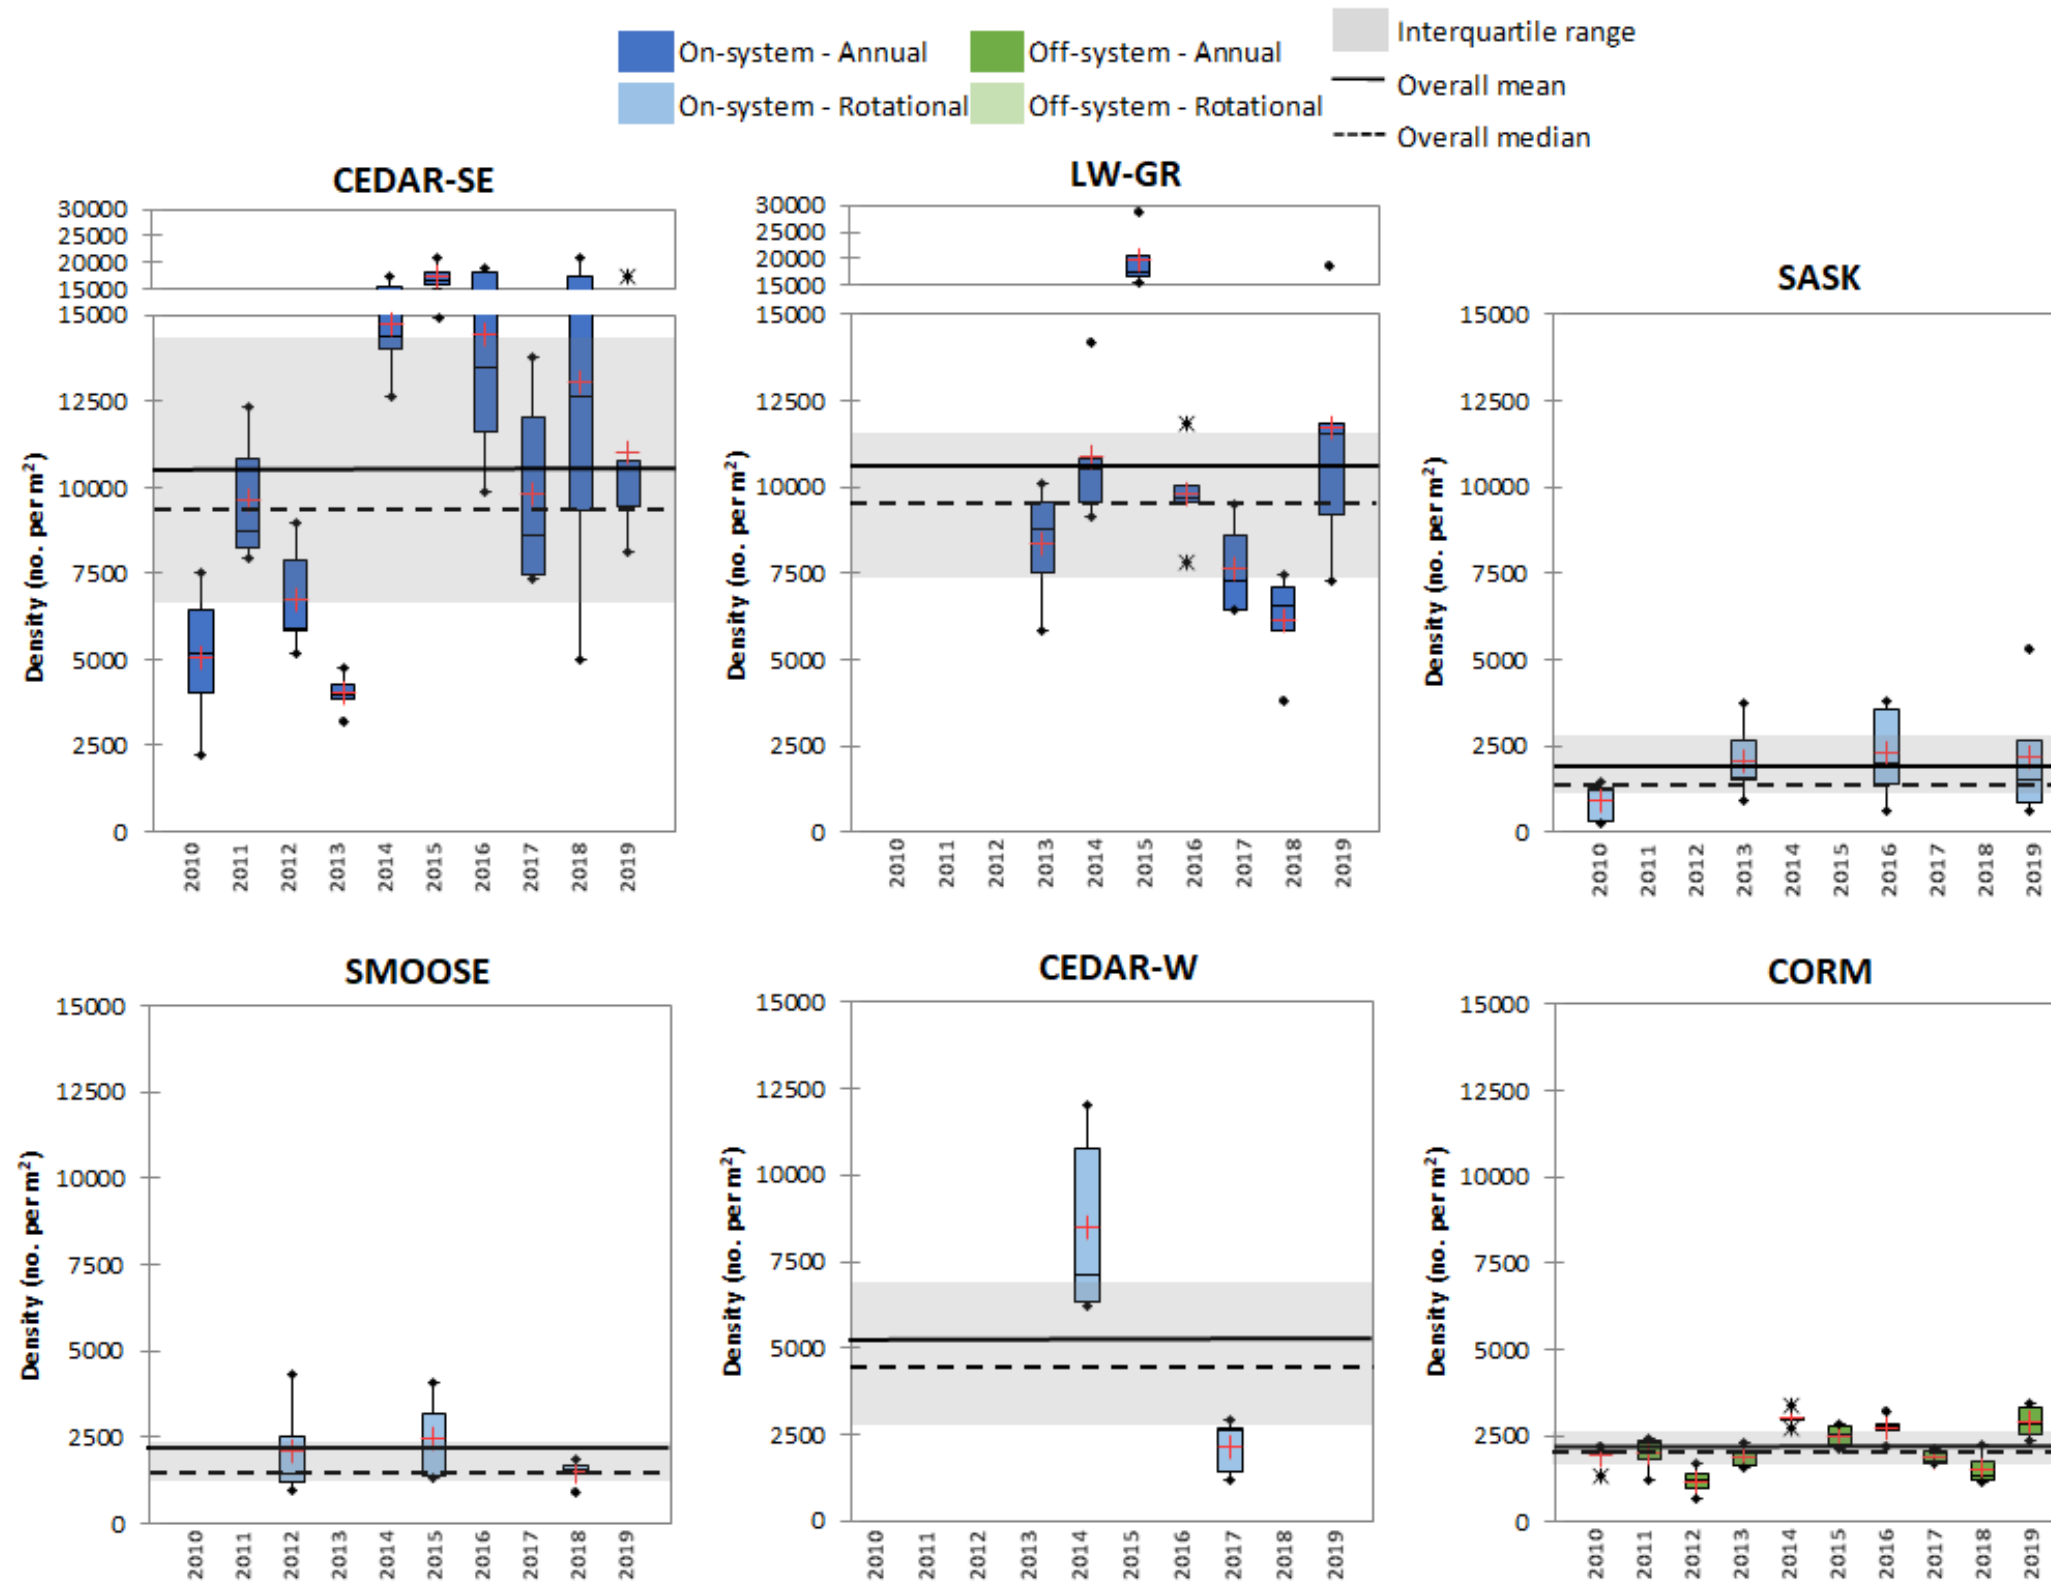 On-system - Annual
Off-system - Annual
Interquartile range
On-system - Rotational
Off-system - Rotational
Overall mean
Overall median
CEDAR-SE
30000
25000
20000
15000
15000
12500
10000
7500
5000
2500
0
Density (no. per m²)
2010 2011 2012 2013 2014 2015 2016 2017 2018 2019
LW-GR
30000
25000
20000
15000
15000
12500
10000
7500
5000
2500
0
Density (no. per m²)
2010 2011 2012 2013 2014 2015 2016 2017 2018 2019
SASK
15000
12500
10000
7500
5000
2500
0
Density (no. per m²)
2010 2011 2012 2013 2014 2015 2016 2017 2018 2019
SMOOSE
15000
12500
10000
7500
5000
2500
0
Density (no. per m²)
2010 2011 2012 2013 2014 2015 2016 2017 2018 2019
CEDAR-W
15000
12500
10000
7500
5000
2500
0
Density (no. per m²)
2010 2011 2012 2013 2014 2015 2016 2017 2018 2019
CORM
15000
12500
10000
7500
5000
2500
0
Density (no. per m²)
2010 2011 2012 2013 2014 2015 2016 2017 2018 2019